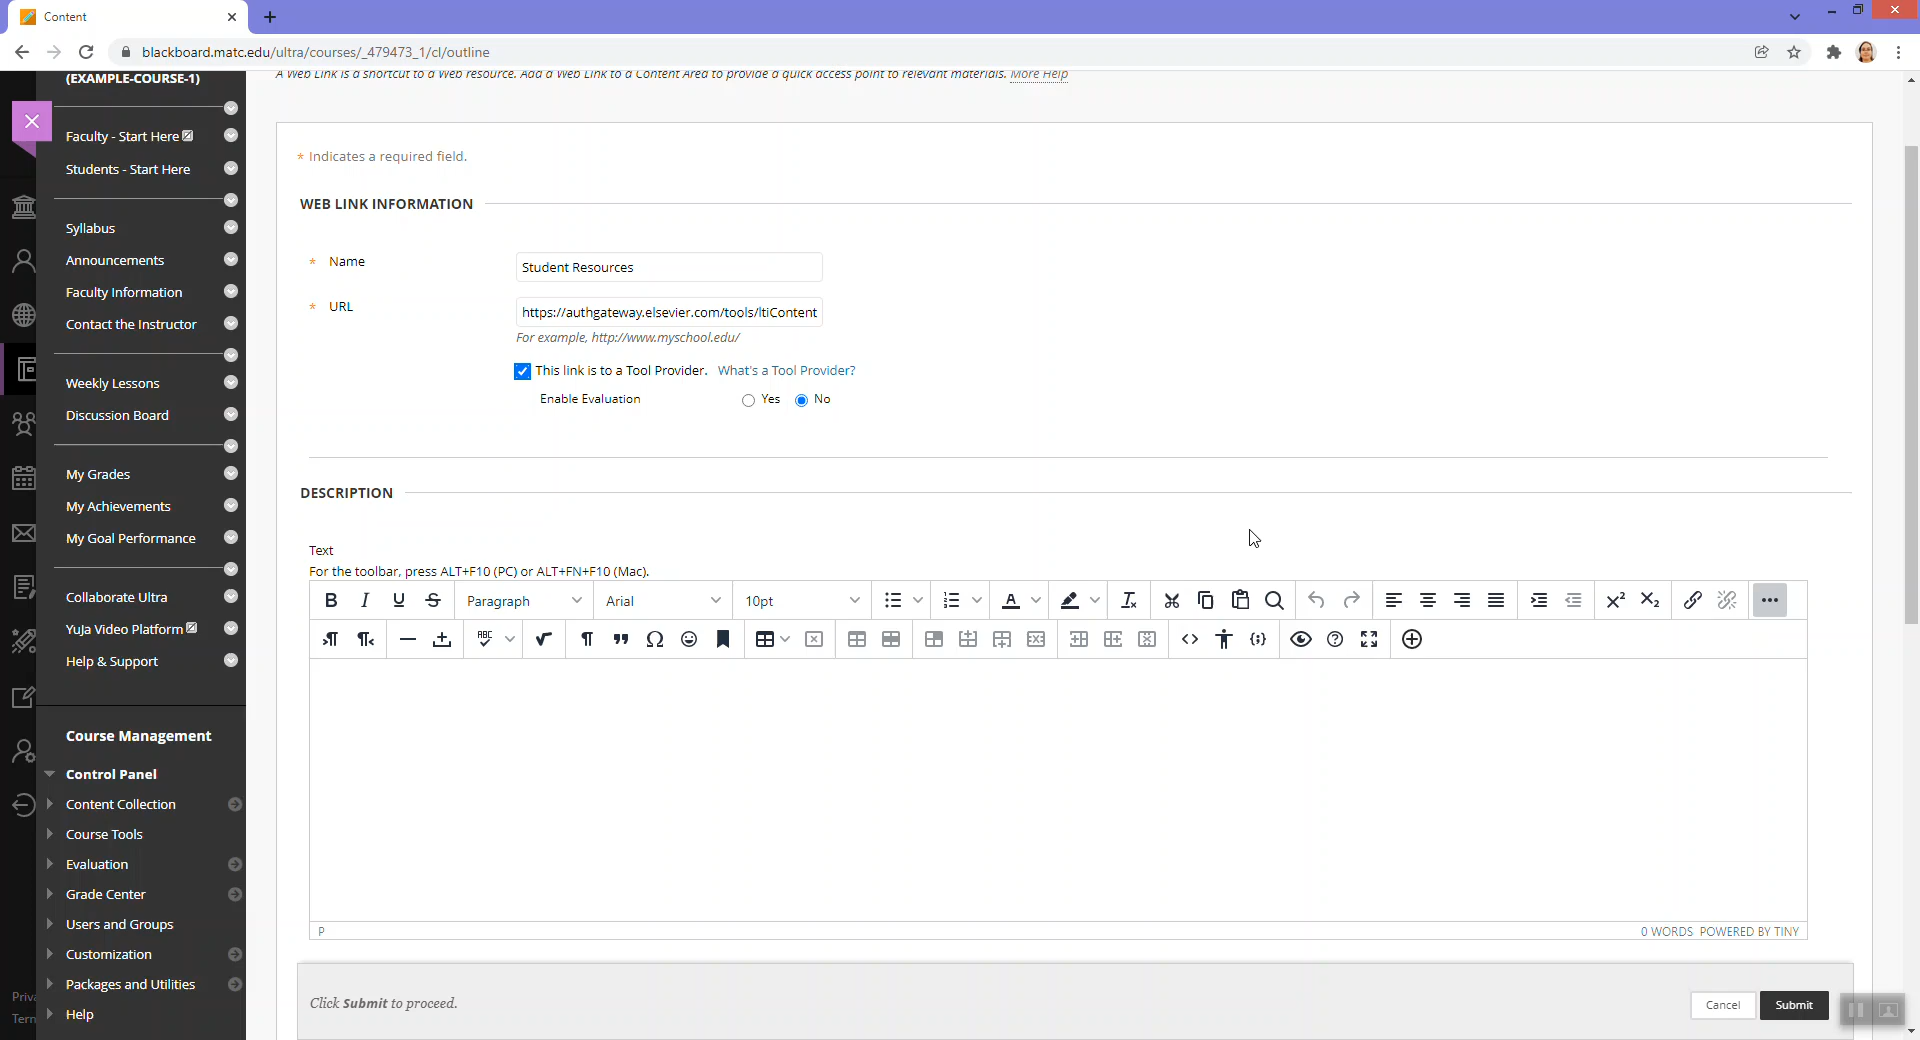 Content
blackboard.matc.edu/ultra/courses/_479473_1/cl/outline
(EXAMPLE-COURSE-1)
Faculty - Start Here
Students - Start Here
Syllabus
Announcements
Faculty Information
Contact the Instructor
Weekly Lessons
Discussion Board
My Grades
My Achievements
My Goal Performance
Collaborate Ultra
YuJa Video Platform
Help & Support
Course Management
Control Panel
Content Collection
Course Tools
Evaluation
Grade Center
Users and Groups
Customization
Packages and Utilities
Help
Priva
Term
A Web Link is a shortcut to a Web resource. Add a Web Link to a Content Area to provide a quick access point to relevant materials. More Help
* Indicates a required field.
WEB LINK INFORMATION
* Name
Student Resources
* URL
https://authgateway.elsevier.com/tools/ltiContent
For example, http://www.myschool.edu/
This link is to a Tool Provider. What's a Tool Provider?
Enable Evaluation Yes No
DESCRIPTION
Text
For the toolbar, press ALT+F10 (PC) or ALT+FN+F10 (Mac).
Paragraph Arial 10pt
P
0 WORDS POWERED BY TINY
Click Submit to proceed.
Cancel Submit